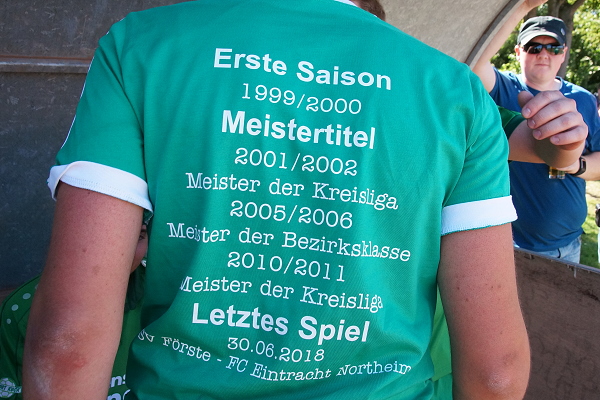 Erste Saison
1999/2000
Meistertitel
2001/2002
Meister der Kreisliga
2005/2006
Meister der Bezirksklasse
2010/2011
Meister der Kreisliga
Letztes Spiel
30.06.2018
SV Förste - FC Eintracht Northeim